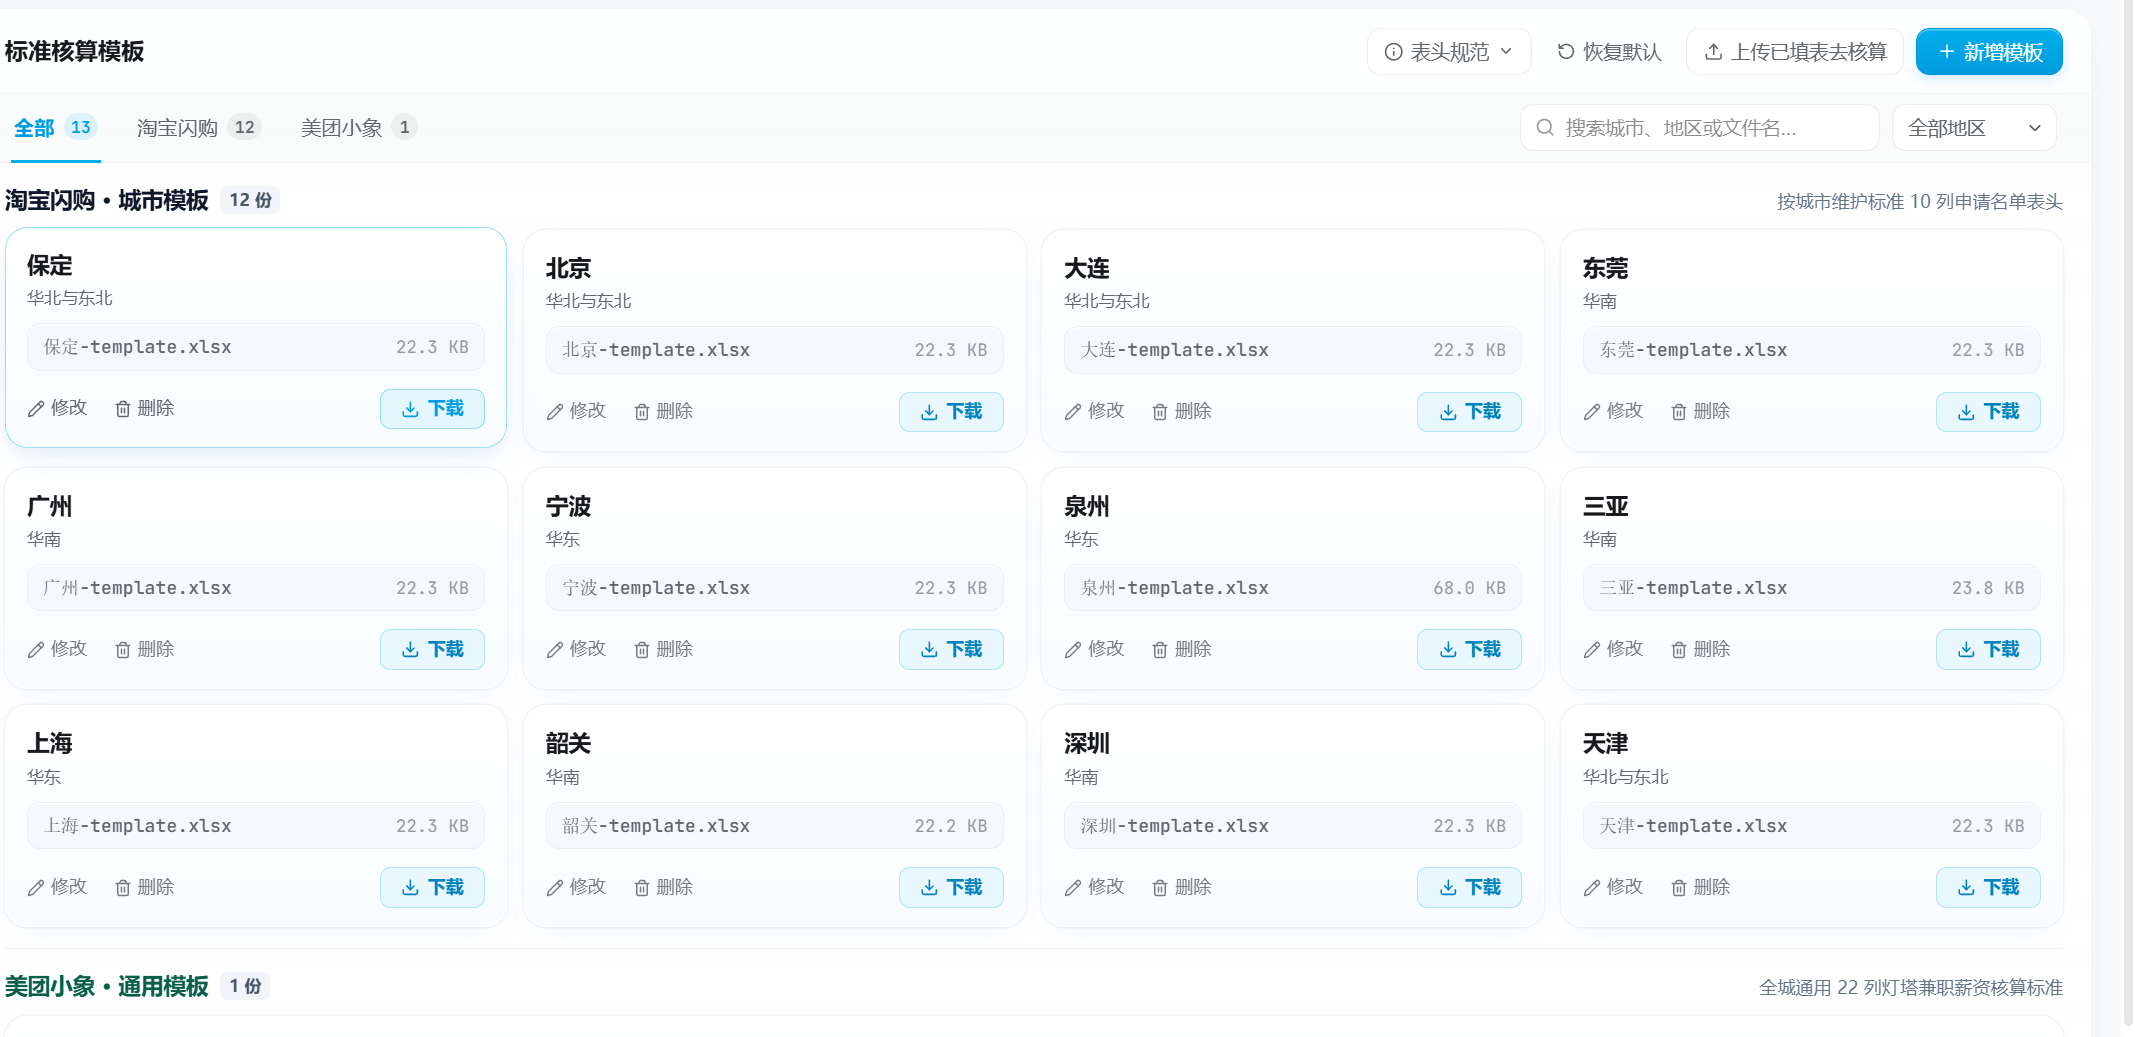 标准核算模板
表头规范 恢复默认 上传已填表去核算 + 新增模板
全部 13 淘宝闪购 12 美团小象 1 搜索城市、地区或文件名... 全部地区
淘宝闪购 • 城市模板 12 份 按城市维护标准 10 列申请名单表头
保定 北京 大连 东莞
华北与东北 华北与东北 华北与东北 华南
保定-template.xlsx 22.3 KB 北京-template.xlsx 22.3 KB 大连-template.xlsx 22.3 KB 东莞-template.xlsx 22.3 KB
修改 删除 下载 修改 删除 下载 修改 删除 下载 修改 删除 下载
广州 宁波 泉州 三亚
华南 华东 华东 华南
广州-template.xlsx 22.3 KB 宁波-template.xlsx 22.3 KB 泉州-template.xlsx 68.0 KB 三亚-template.xlsx 23.8 KB
修改 删除 下载 修改 删除 下载 修改 删除 下载 修改 删除 下载
上海 韶关 深圳 天津
华东 华南 华南 华北与东北
上海-template.xlsx 22.3 KB 韶关-template.xlsx 22.2 KB 深圳-template.xlsx 22.3 KB 天津-template.xlsx 22.3 KB
修改 删除 下载 修改 删除 下载 修改 删除 下载 修改 删除 下载
美团小象 • 通用模板 1 份 全城通用 22 列灯塔兼职薪资核算标准